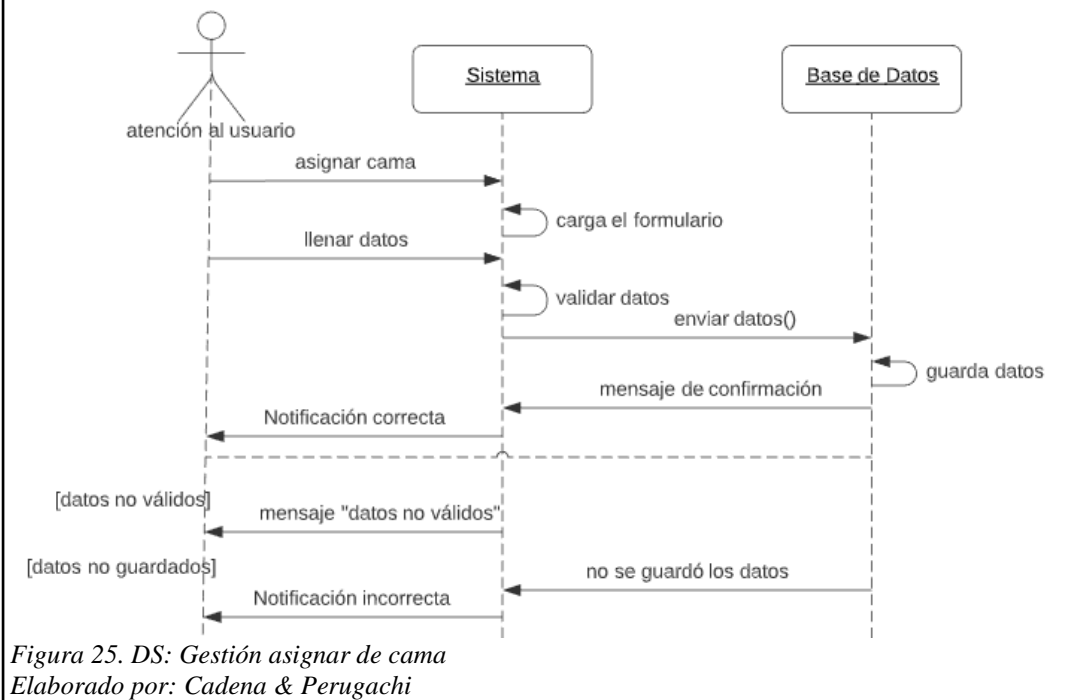 Sistema
Base de Datos
atención al usuario
asignar cama
carga el formulario
llenar datos
validar datos
enviar datos()
guarda datos
mensaje de confirmación
Notificación correcta
[datos no válidos]
mensaje "datos no válidos"
[datos no guardados]
no se guardó los datos
Notificación incorrecta
Figura 25. DS: Gestión asignar de cama
Elaborado por: Cadena & Perugachi